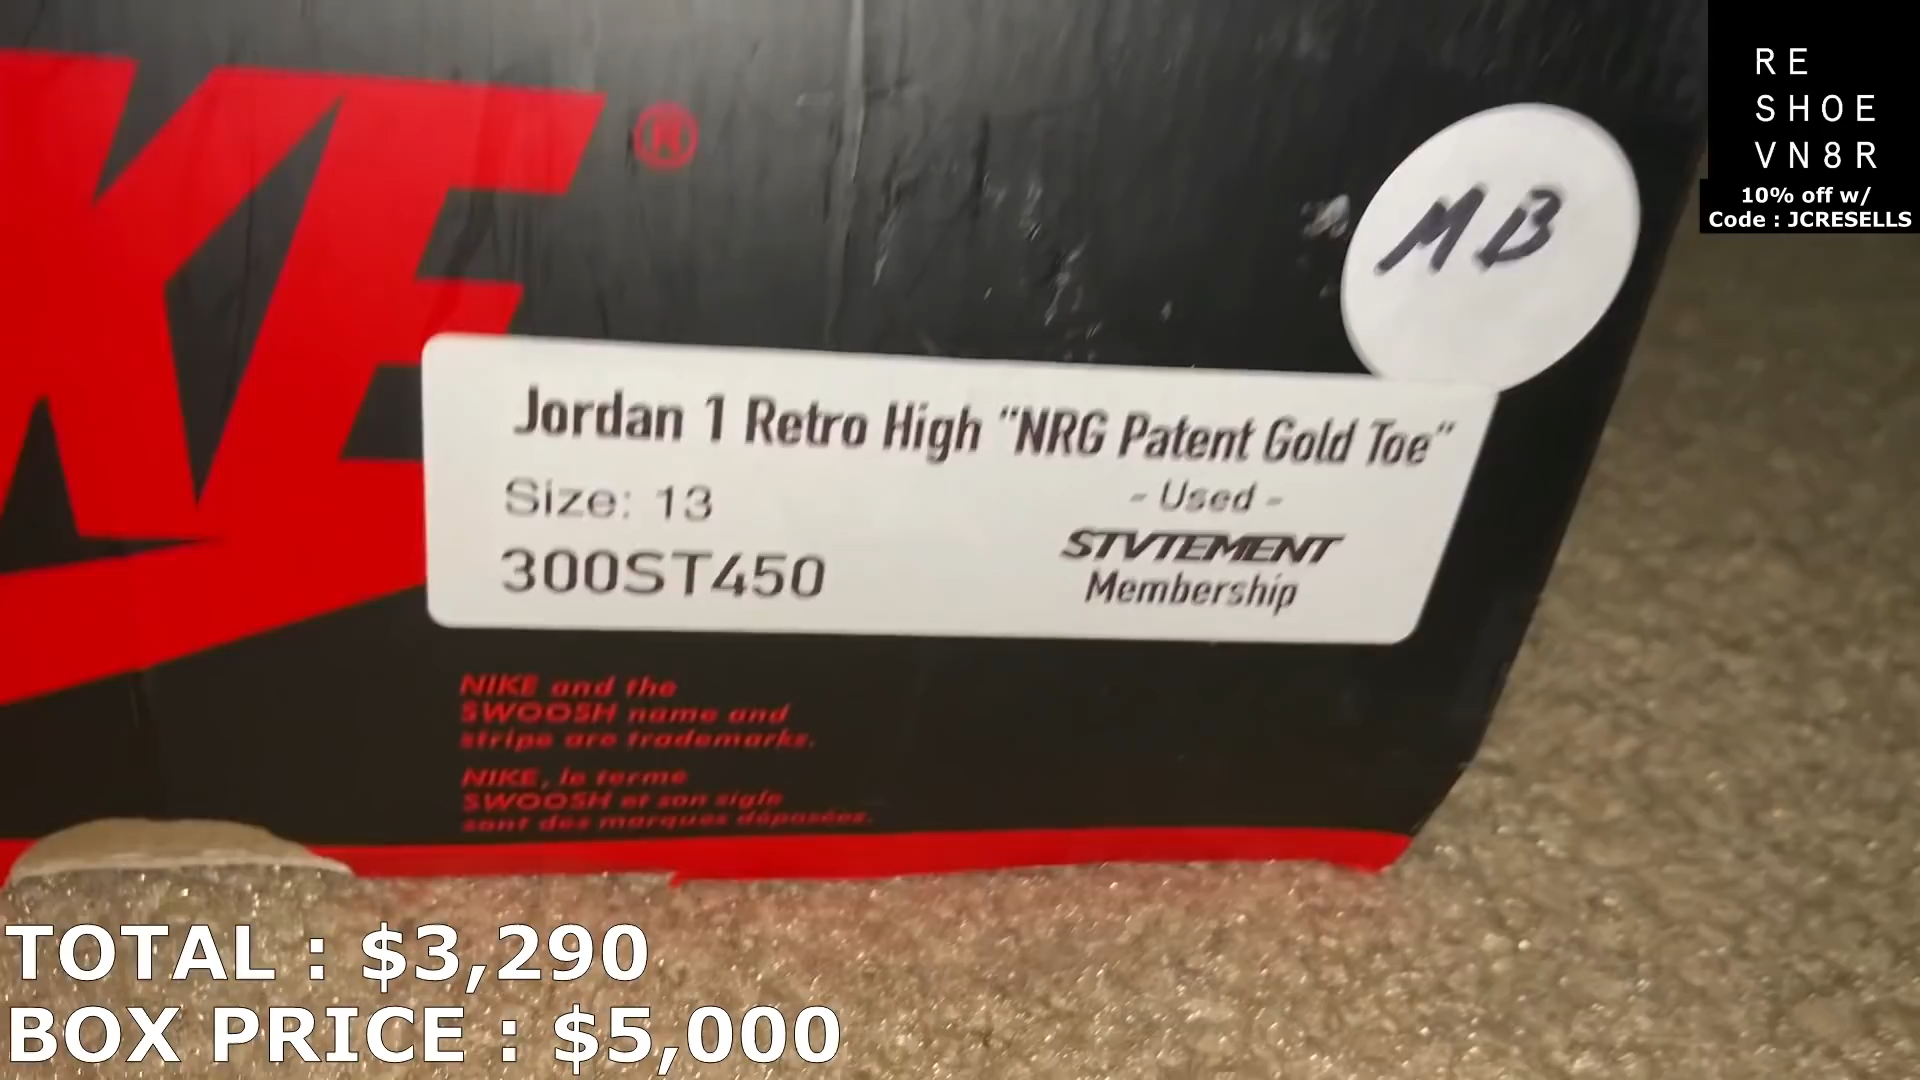 KE®
RE
SHOE
VN8R
10% off w/
Code : JCRESELLS
MB
Jordan 1 Retro High "NRG Patent Gold Toe"
Size: 13
- Used -
300ST450
STVTEMENT
Membership
NIKE and the
SWOOSH name and
stripe are trademarks.
NIKE, le terme
SWOOSH et son sigle
sont des marques déposées.
TOTAL : $3,290
BOX PRICE : $5,000